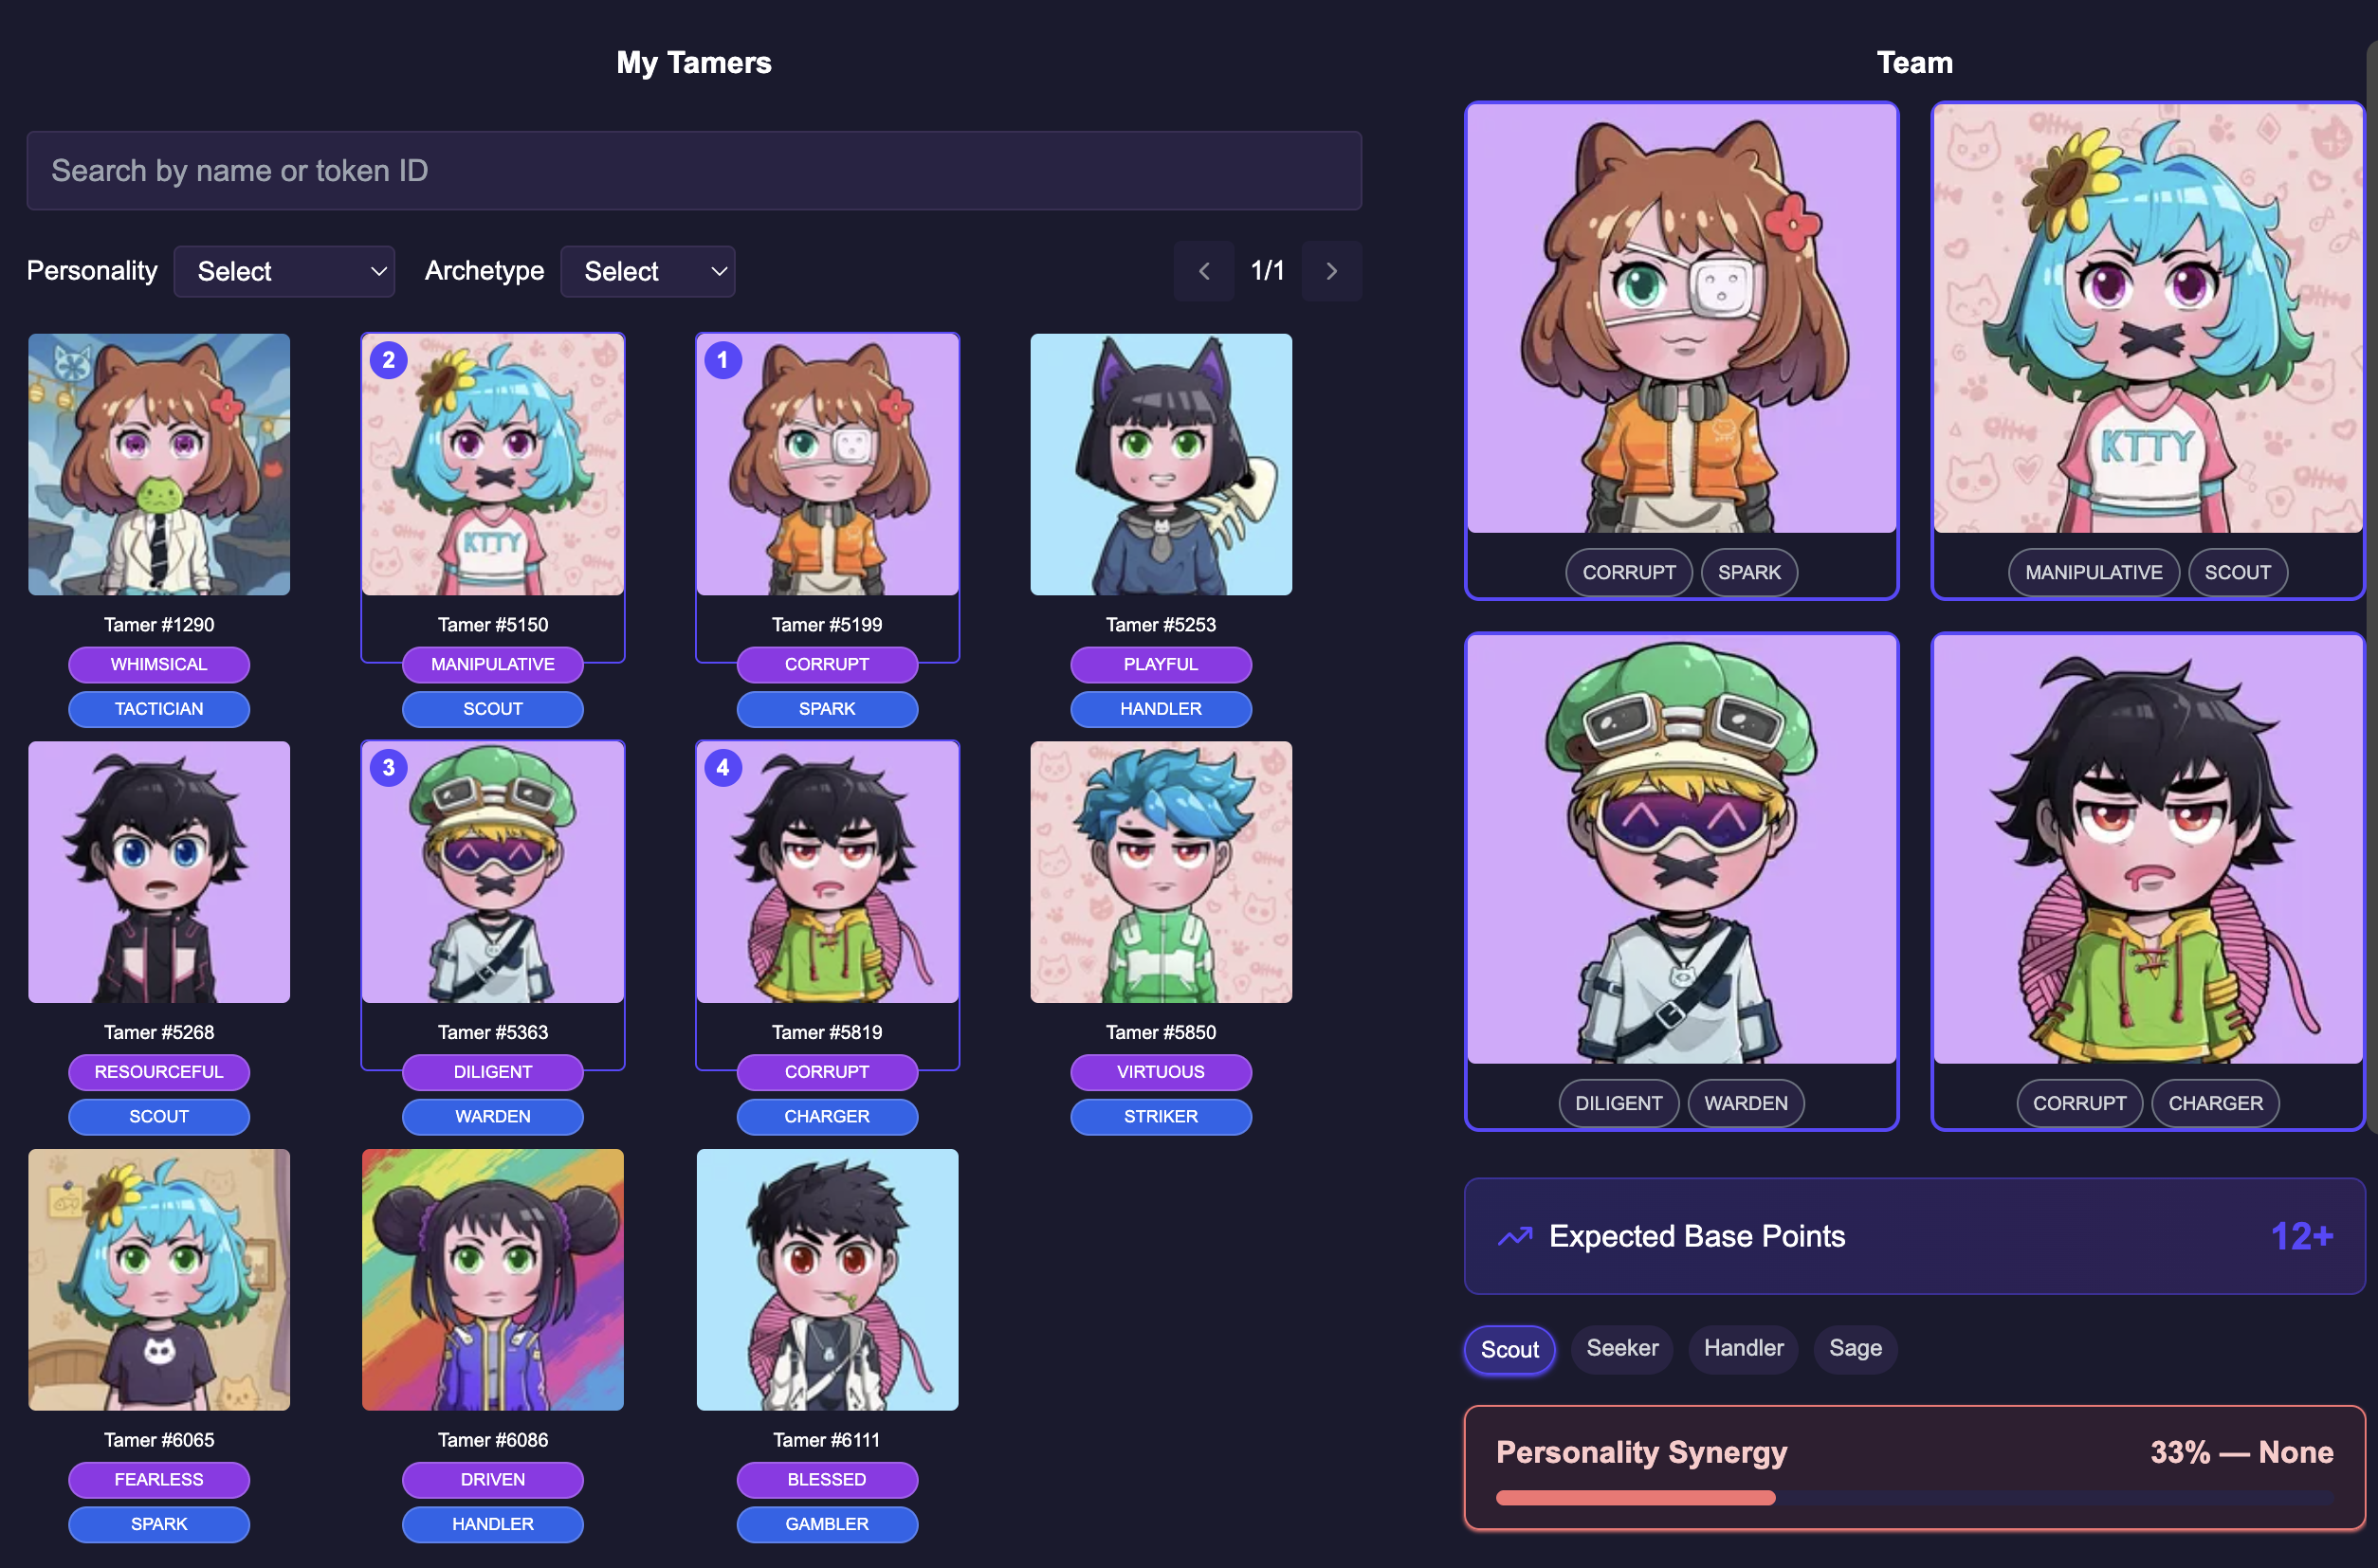 My Tamers
Search by name or token ID
Personality Select Archetype Select 1/1
2 1
KTTY
Tamer #1290 Tamer #5150 Tamer #5199 Tamer #5253
WHIMSICAL MANIPULATIVE CORRUPT PLAYFUL
TACTICIAN SCOUT SPARK HANDLER
3 4
Tamer #5268 Tamer #5363 Tamer #5819 Tamer #5850
RESOURCEFUL DILIGENT CORRUPT VIRTUOUS
SCOUT WARDEN CHARGER STRIKER
Tamer #6065 Tamer #6086 Tamer #6111
FEARLESS DRIVEN BLESSED
SPARK HANDLER GAMBLER
Team
KTTY
CORRUPT SPARK MANIPULATIVE SCOUT
DILIGENT WARDEN CORRUPT CHARGER
Expected Base Points 12+
Scout Seeker Handler Sage
Personality Synergy 33% — None